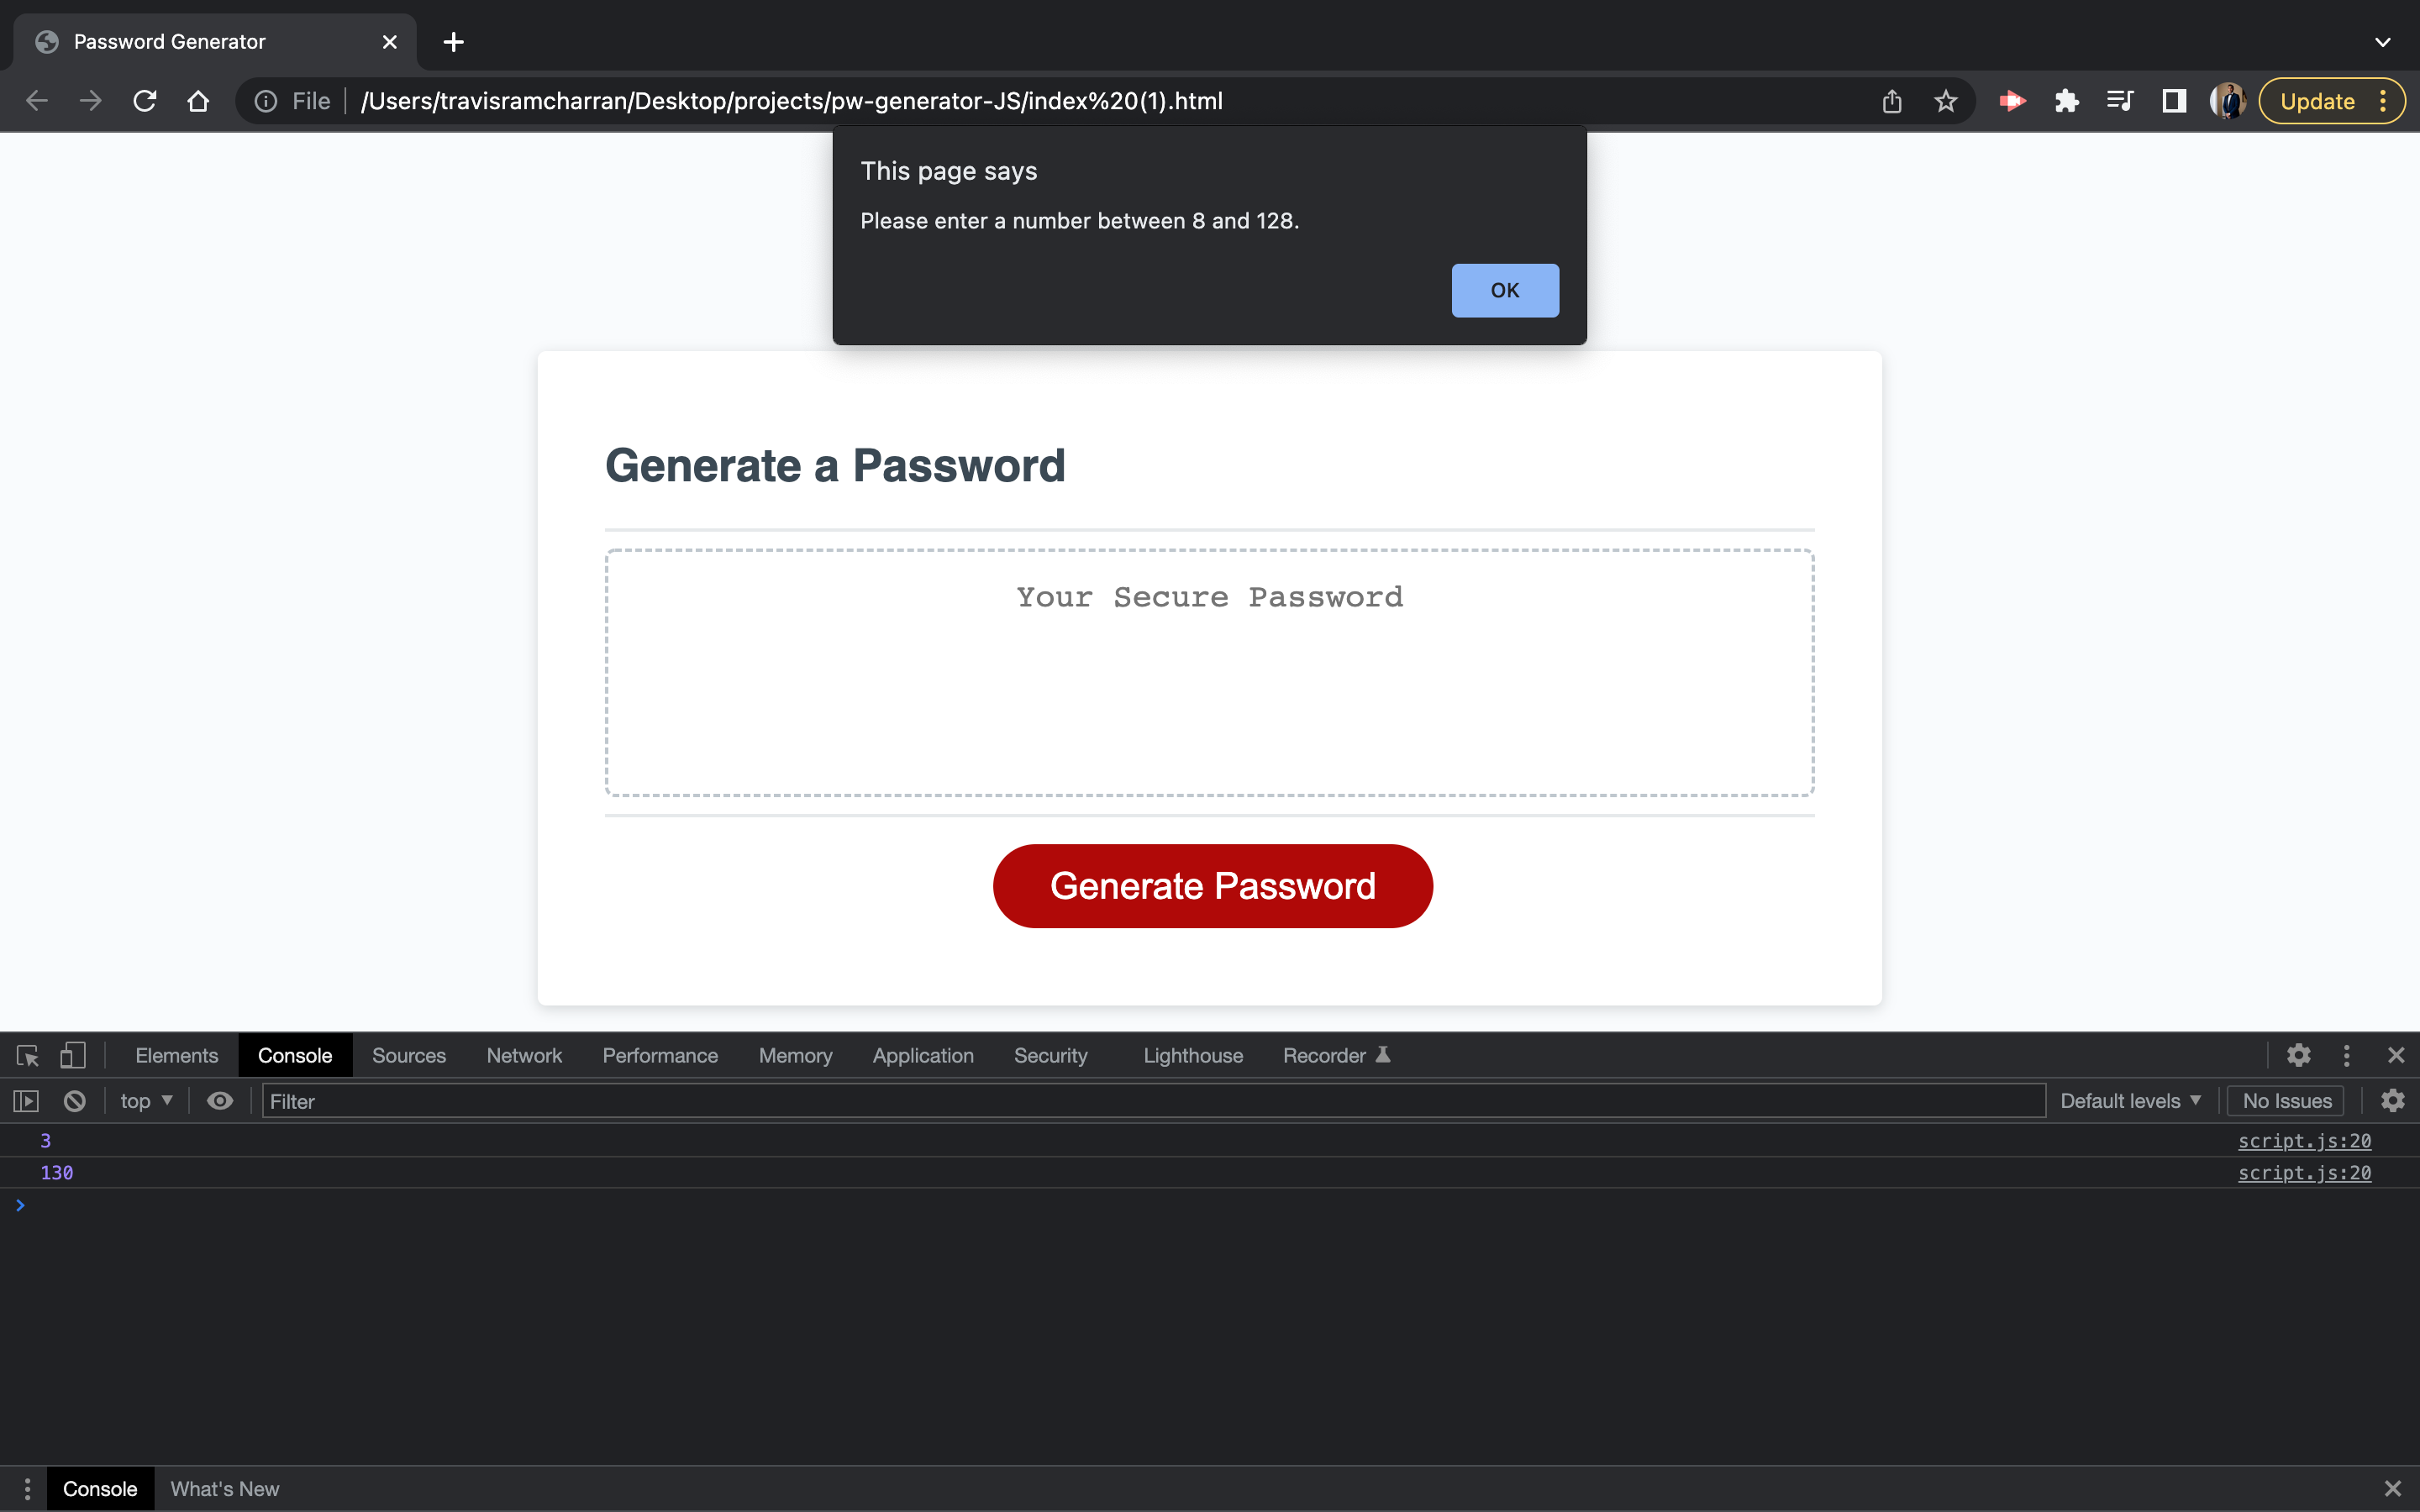 Password Generator
File /Users/travisramcharran/Desktop/projects/pw-generator-JS/index%20(1).html
Update
This page says
Please enter a number between 8 and 128.
OK
Generate a Password
Your Secure Password
Generate Password
Elements Console Sources Network Performance Memory Application Security Lighthouse Recorder
top Filter Default levels No Issues
3 script.js:20
130 script.js:20
Console What's New